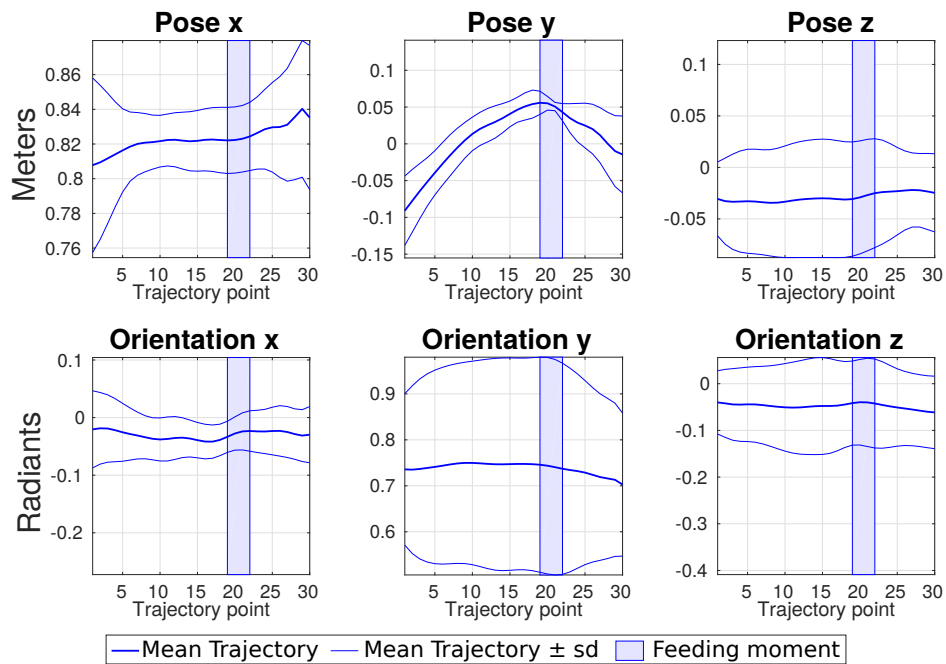 Pose x
Pose y
Pose z
Meters
0.86
0.84
0.82
0.8
0.78
0.76
0.1
0.05
0
-0.05
-0.1
-0.15
0.1
0.05
0
-0.05
5 10 15 20 25 30
5 10 15 20 25 30
5 10 15 20 25 30
Trajectory point
Trajectory point
Trajectory point
Orientation x
Orientation y
Orientation z
Radiants
0.1
0
-0.1
-0.2
0.9
0.8
0.7
0.6
0
-0.1
-0.2
-0.3
-0.4
5 10 15 20 25 30
5 10 15 20 25 30
5 10 15 20 25 30
Trajectory point
Trajectory point
Trajectory point
Mean Trajectory Mean Trajectory ± sd Feeding moment